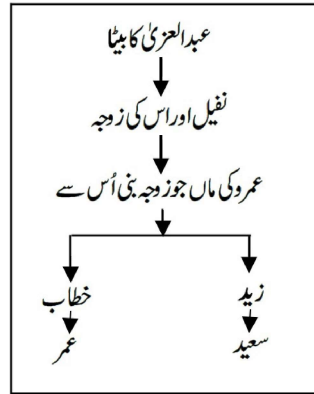 عبدالعزیٰ کا بیٹا
نفیل اور اس کی زوجہ
عمرو کی ماں جو زوجہ بنی اُس سے
زید
خطاب
سعید
عمر